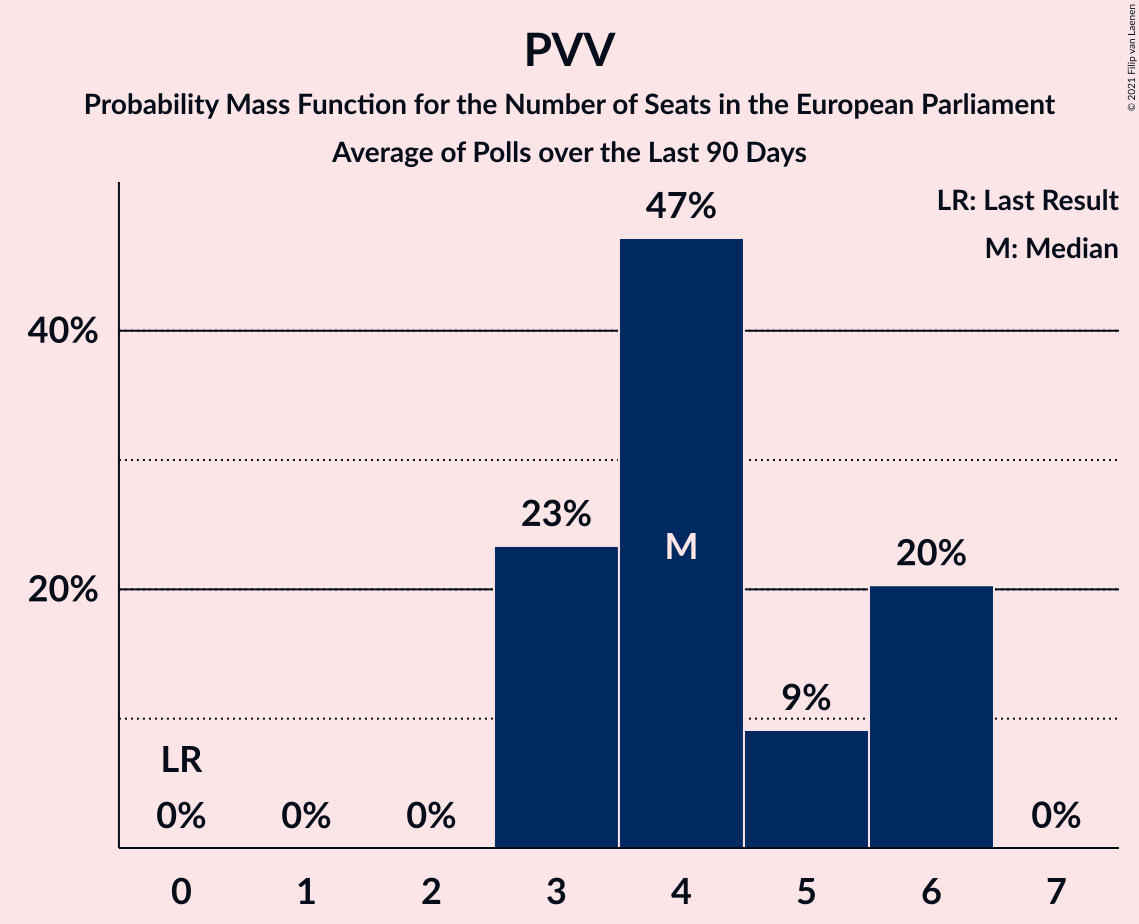 PVV
Probability Mass Function for the Number of Seats in the European Parliament
Average of Polls over the Last 90 Days
© 2021 Filip van Laenen
LR: Last Result
M: Median
47%
40%
23%
M
20%
20%
9%
LR
0%
0%
0%
0%
0
1
2
3
4
5
6
7